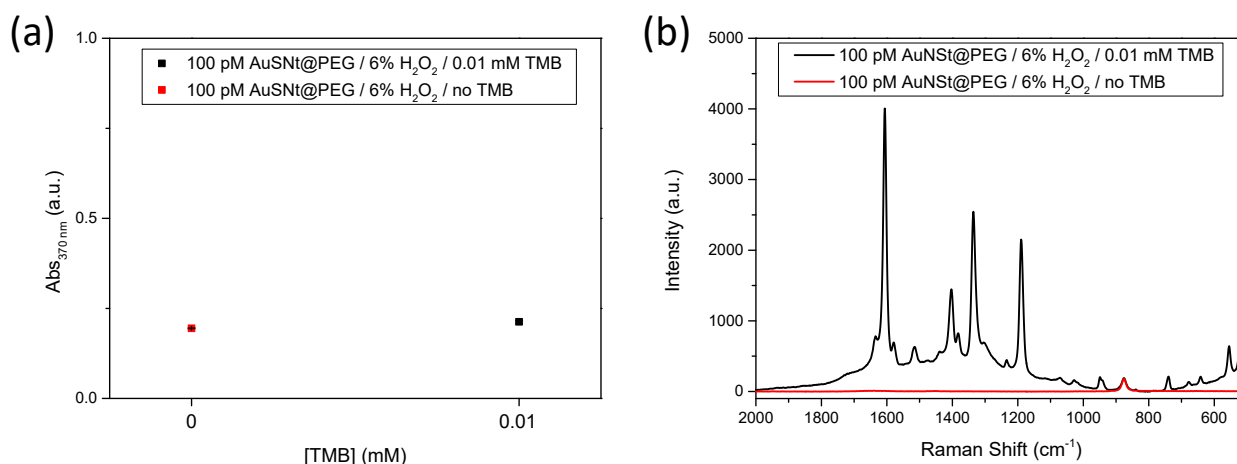 (a)
1.0
0.5
0.0
Abs370 nm (a.u.)
100 pM AuSNt@PEG / 6% H2O2 / 0.01 mM TMB
100 pM AuSNt@PEG / 6% H2O2 / no TMB
0
0.01
[TMB] (mM)
(b)
5000
4000
3000
2000
1000
0
Intensity (a.u.)
100 pM AuNSt@PEG / 6% H2O2 / 0.01 mM TMB
100 pM AuNSt@PEG / 6% H2O2 / no TMB
2000 1800 1600 1400 1200 1000 800 600
Raman Shift (cm-1)